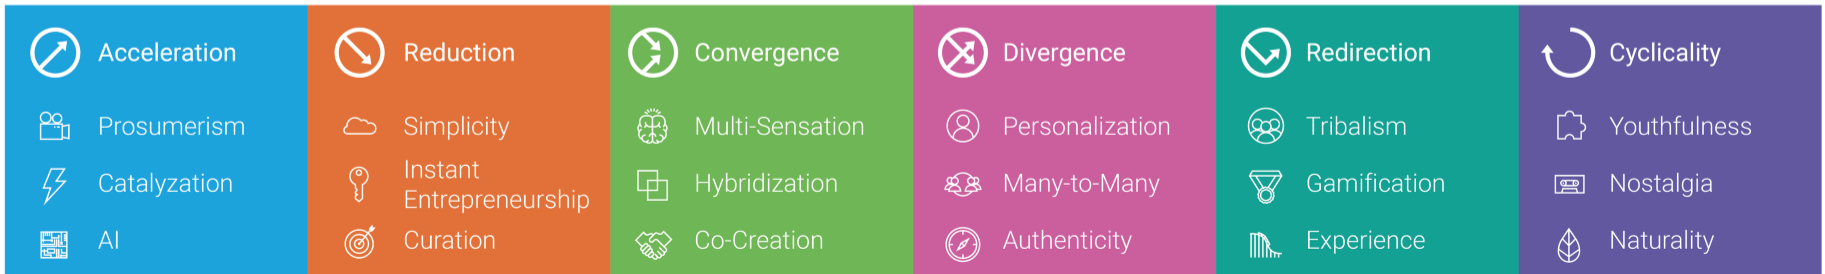 Acceleration
Prosumerism
Catalyzation
AI
Reduction
Simplicity
Instant
Entrepreneurship
Curation
Convergence
Multi-Sensation
Hybridization
Co-Creation
Divergence
Personalization
Many-to-Many
Authenticity
Redirection
Tribalism
Gamification
Experience
Cyclicality
Youthfulness
Nostalgia
Naturality